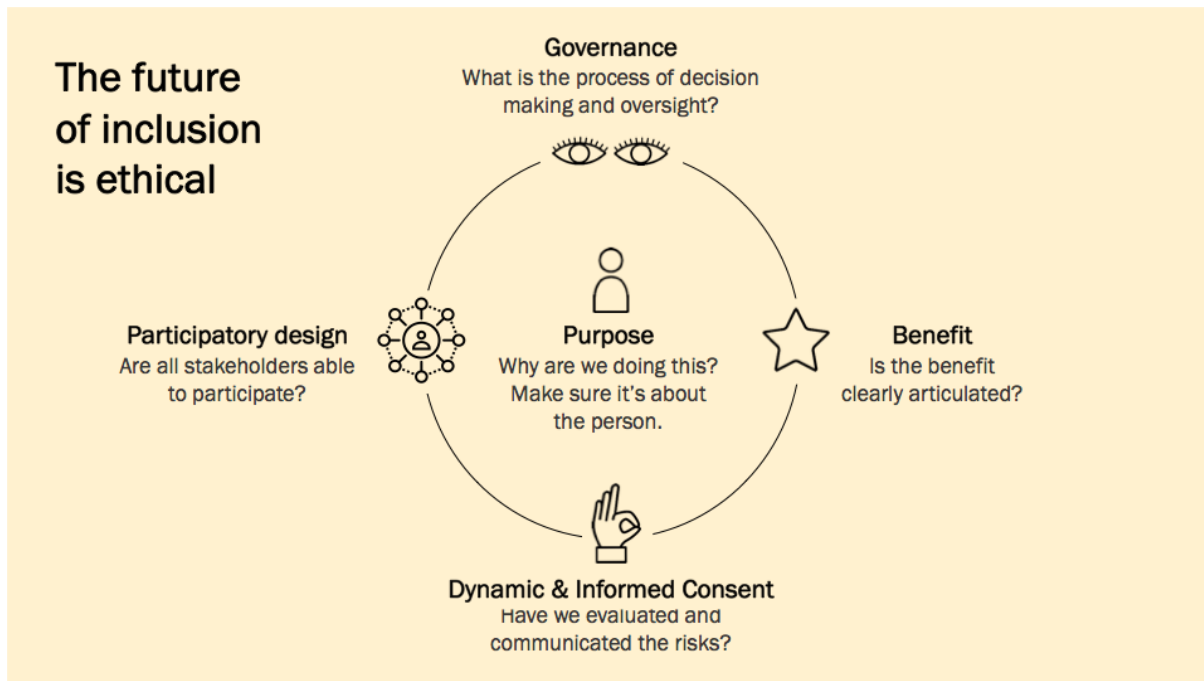 The future
of inclusion
is ethical
Governance
What is the process of decision
making and oversight?
Participatory design
Are all stakeholders able
to participate?
Purpose
Why are we doing this?
Make sure it's about
the person.
Benefit
Is the benefit
clearly articulated?
Dynamic & Informed Consent
Have we evaluated and
communicated the risks?